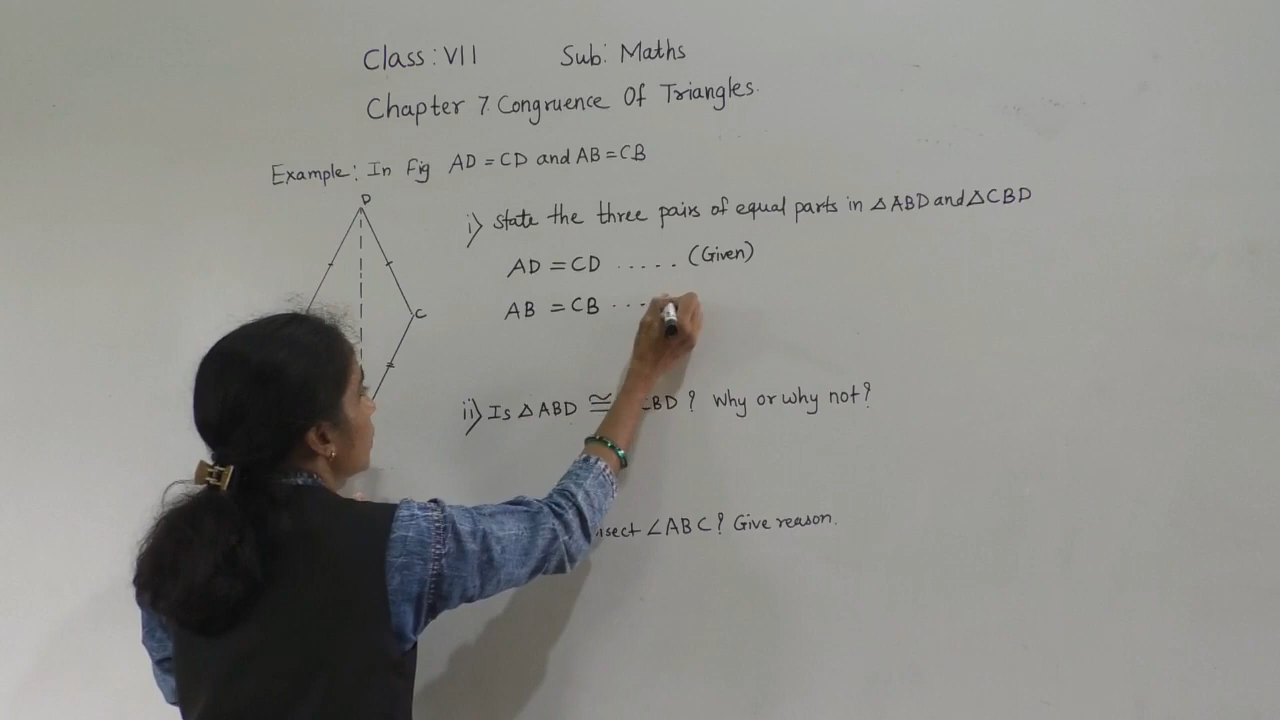 Class: VII Sub: Maths
Chapter 7. Congruence Of Triangles.
Example: In Fig AD = CD and AB = CB
D
C
i) State the three pairs of equal parts in △ABD and △CBD
AD = CD ..... (Given)
AB = CB ...
ii) Is △ABD ≅ CBD? Why or why not?
∠ABC? Give reason.